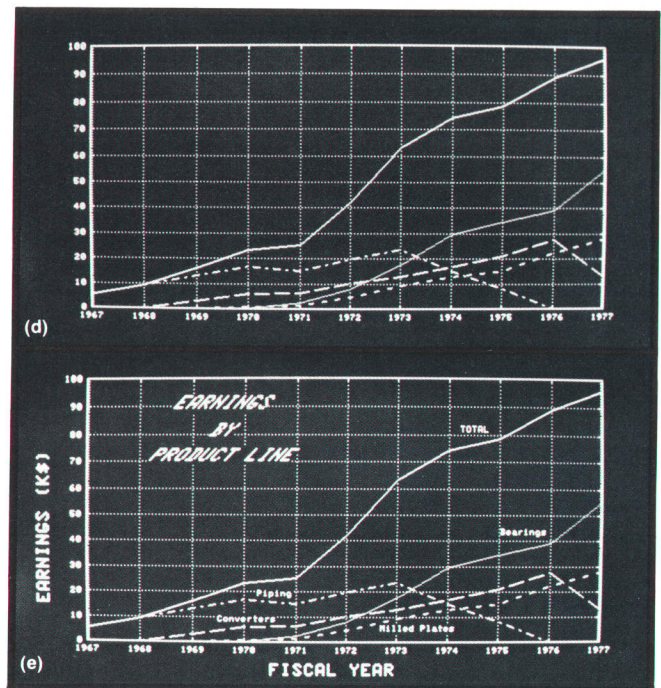 100
90
80
70
60
50
40
30
20
10
0
1967 1968 1969 1970 1971 1972 1973 1974 1975 1976 1977
(d)
100
90
80
70
60
50
40
30
20
10
0
EARNINGS
BY
PRODUCT LINE
TOTAL
Bearings
Piping
Converters
Milled Plates
EARNINGS (K$)
1967 1968 1969 1970 1971 1972 1973 1974 1975 1976 1977
(e)
FISCAL YEAR